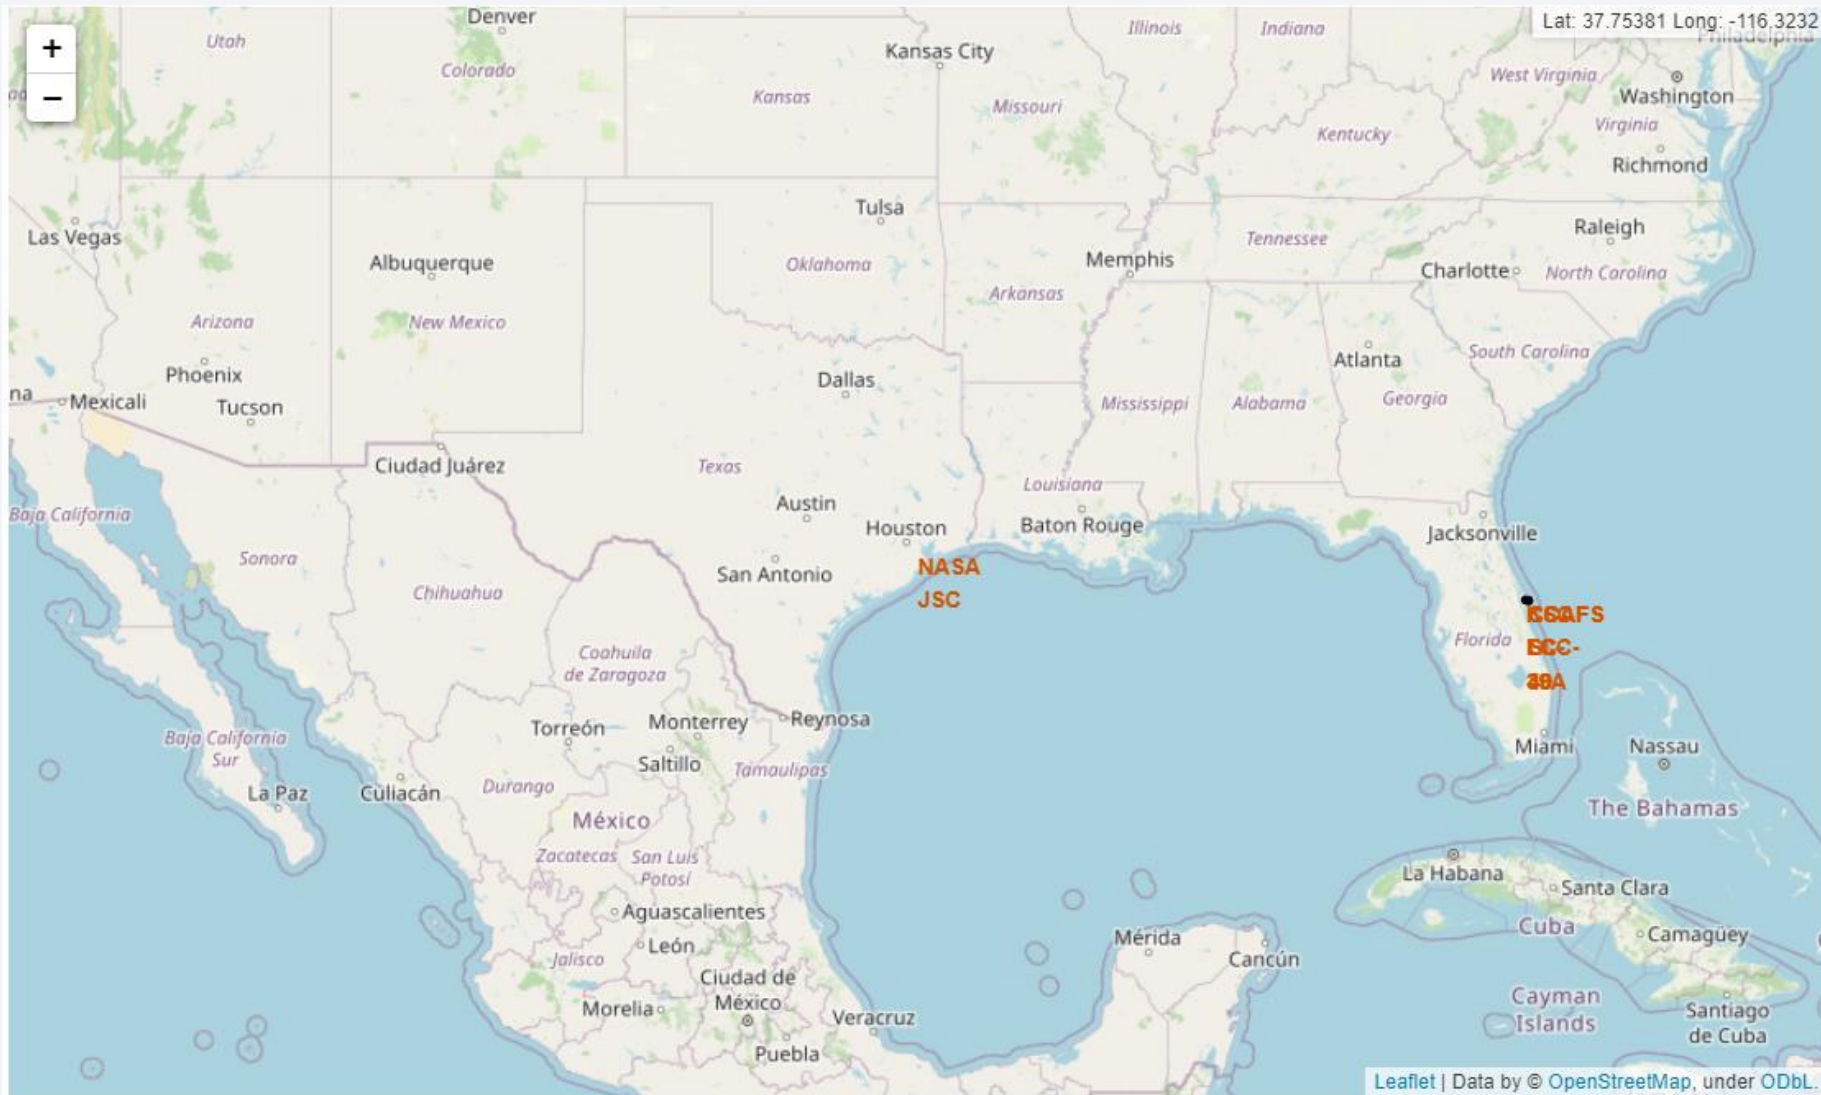 Denver
Lat: 37.75381 Long: -116.3232
+
Utah
Illinois
Indiana
Philadelphia
Kansas City
Colorado
West Virginia
−
Kansas
Missouri
Washington
Virginia
Kentucky
Richmond
Tulsa
Las Vegas
Raleigh
Tennessee
Albuquerque
Oklahoma
Memphis
Charlotte
North Carolina
Arkansas
Arizona
New Mexico
South Carolina
Atlanta
Phoenix
Dallas
na
Mexicali
Tucson
Mississippi
Alabama
Georgia
Ciudad Juárez
Texas
Louisiana
Austin
Baja California
Houston
Baton Rouge
Jacksonville
Sonora
San Antonio
NASA
JSC
Chihuahua
Florida
Coahuila
de Zaragoza
Torreón
Monterrey
Reynosa
Baja California
Sur
Saltillo
Tamaulipas
Miami
Nassau
La Paz
Culiacán
Durango
México
The Bahamas
Zacatecas
San Luis
Potosí
La Habana
Santa Clara
Aguascalientes
Cuba
Camagüey
León
Mérida
Cancún
Jalisco
Ciudad de
México
Morelia
Veracruz
Cayman
Islands
Santiago
de Cuba
Puebla
Leaflet | Data by © OpenStreetMap, under ODbL.